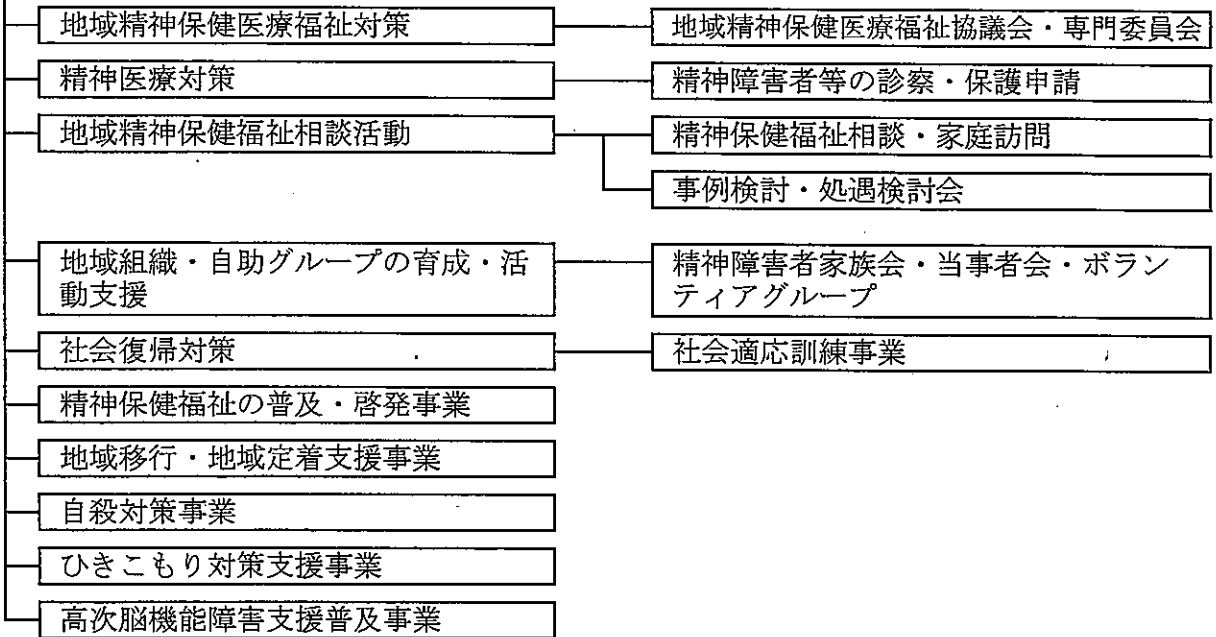 地域精神保健医療福祉対策
地域精神保健医療福祉協議会・専門委員会
精神医療対策
精神障害者等の診察・保護申請
地域精神保健福祉相談活動
精神保健福祉相談・家庭訪問
事例検討・処遇検討会
地域組織・自助グループの育成・活
動支援
精神障害者家族会・当事者会・ボラン
ティアグループ
社会復帰対策
社会適応訓練事業
精神保健福祉の普及・啓発事業
地域移行・地域定着支援事業
自殺対策事業
ひきこもり対策支援事業
高次脳機能障害支援普及事業